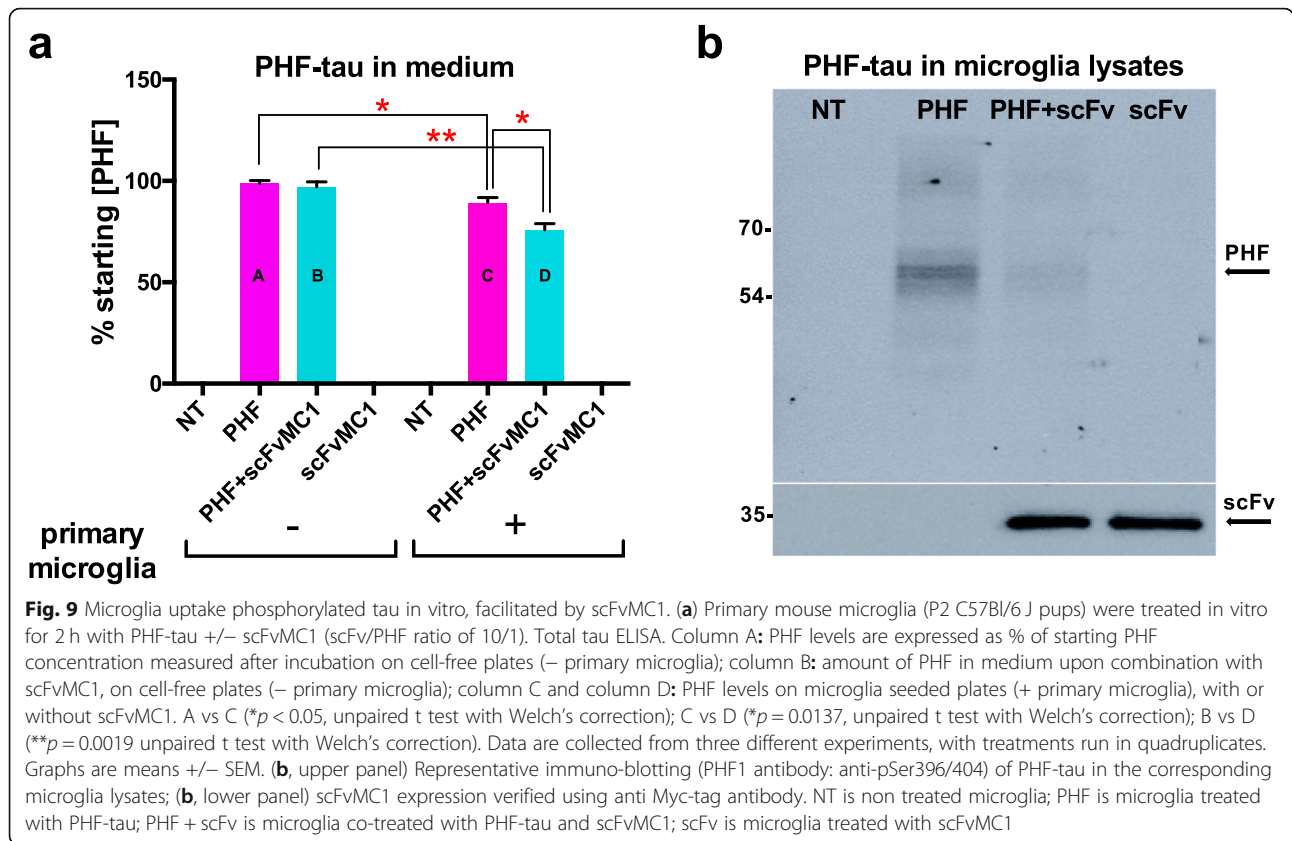 a
PHF-tau in medium
150
100
50
0
% starting [PHF]
*
**
*
A
B
C
D
NT
PHF
PHF+scFvMC1
scFvMC1
NT
PHF
PHF+scFvMC1
scFvMC1
primary
microglia
-
+
b
PHF-tau in microglia lysates
NT PHF PHF+scFv scFv
70-
54-
35-
PHF
scFv
Fig. 9 Microglia uptake phosphorylated tau in vitro, facilitated by scFvMC1. (a) Primary mouse microglia (P2 C57Bl/6 J pups) were treated in vitro
for 2 h with PHF-tau +/− scFvMC1 (scFv/PHF ratio of 10/1). Total tau ELISA. Column A: PHF levels are expressed as % of starting PHF
concentration measured after incubation on cell-free plates (− primary microglia); column B: amount of PHF in medium upon combination with
scFvMC1, on cell-free plates (− primary microglia); column C and column D: PHF levels on microglia seeded plates (+ primary microglia), with or
without scFvMC1. A vs C (*p < 0.05, unpaired t test with Welch's correction); C vs D (*p = 0.0137, unpaired t test with Welch's correction); B vs D
(**p = 0.0019 unpaired t test with Welch's correction). Data are collected from three different experiments, with treatments run in quadruplicates.
Graphs are means +/− SEM. (b, upper panel) Representative immuno-blotting (PHF1 antibody: anti-pSer396/404) of PHF-tau in the corresponding
microglia lysates; (b, lower panel) scFvMC1 expression verified using anti Myc-tag antibody. NT is non treated microglia; PHF is microglia treated
with PHF-tau; PHF + scFv is microglia co-treated with PHF-tau and scFvMC1; scFv is microglia treated with scFvMC1